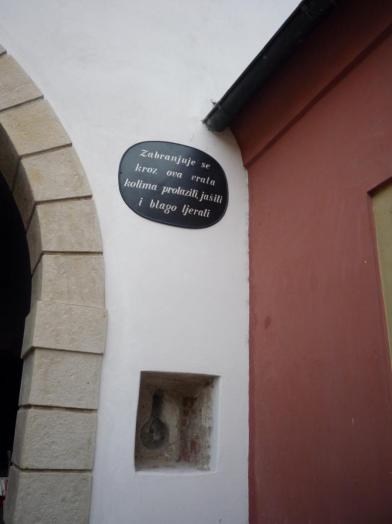 Zabranjuje se
kroz ova vrata
kolima prolaziti, jašiti
i blago tjerati